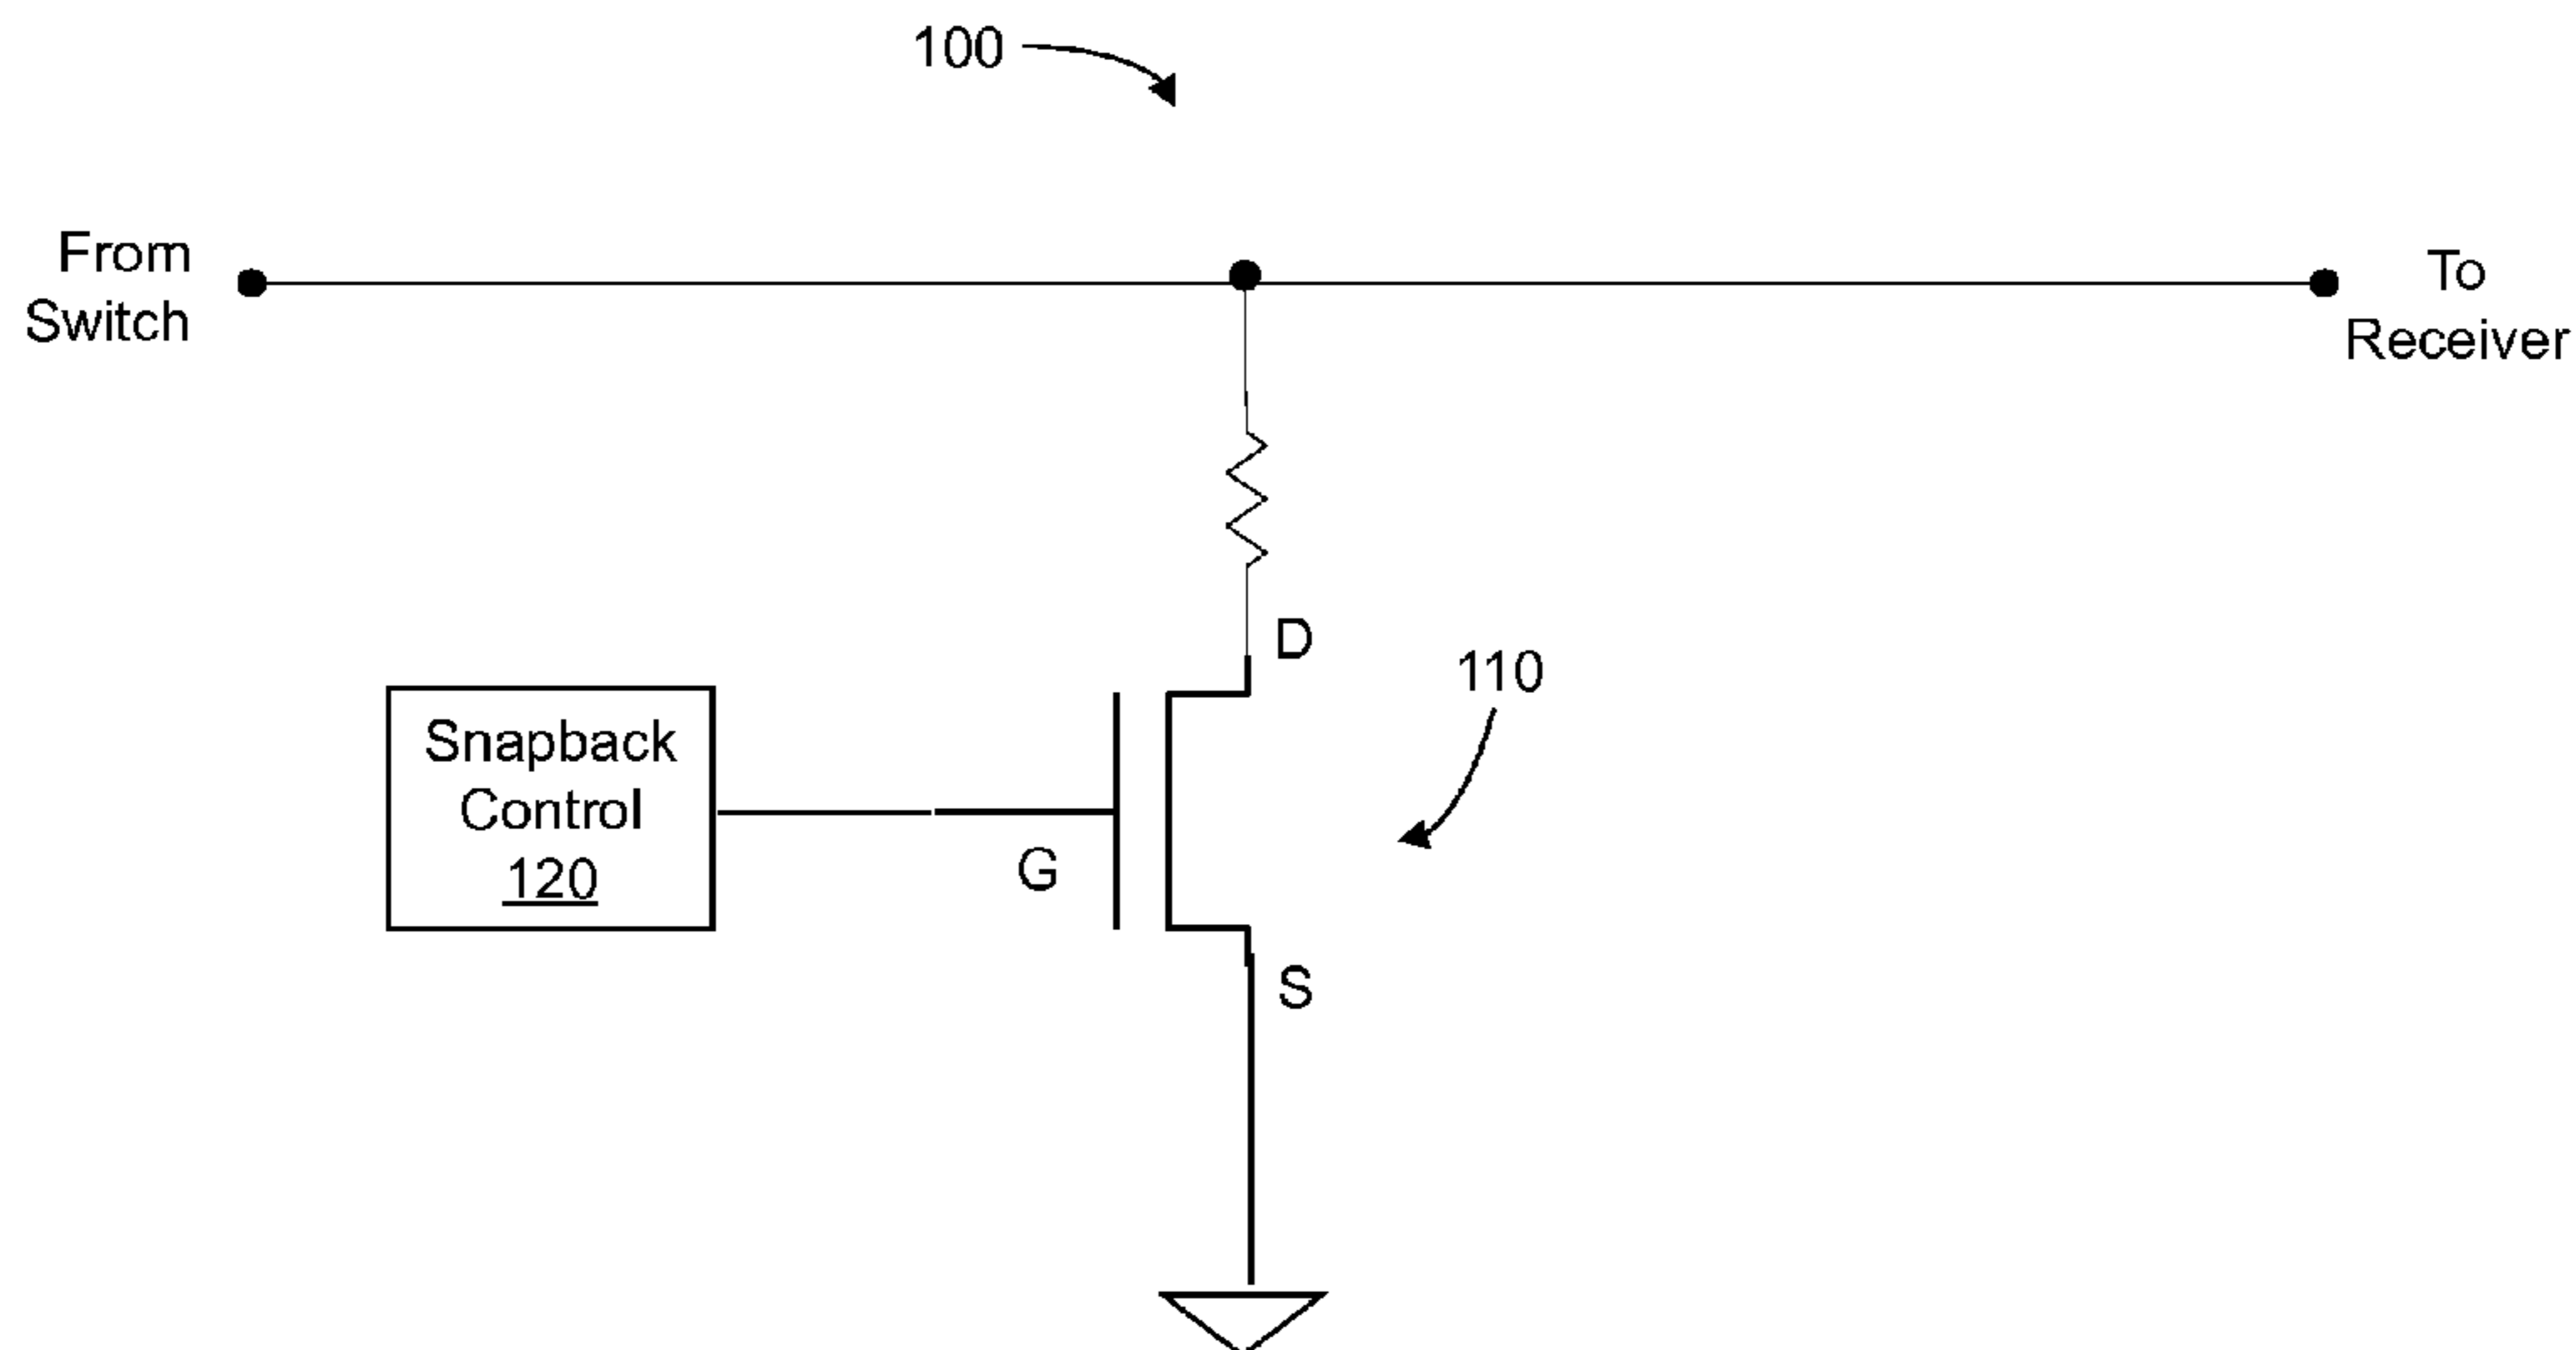 100
From
Switch
To
Receiver
D
110
Snapback
Control
120
G
S